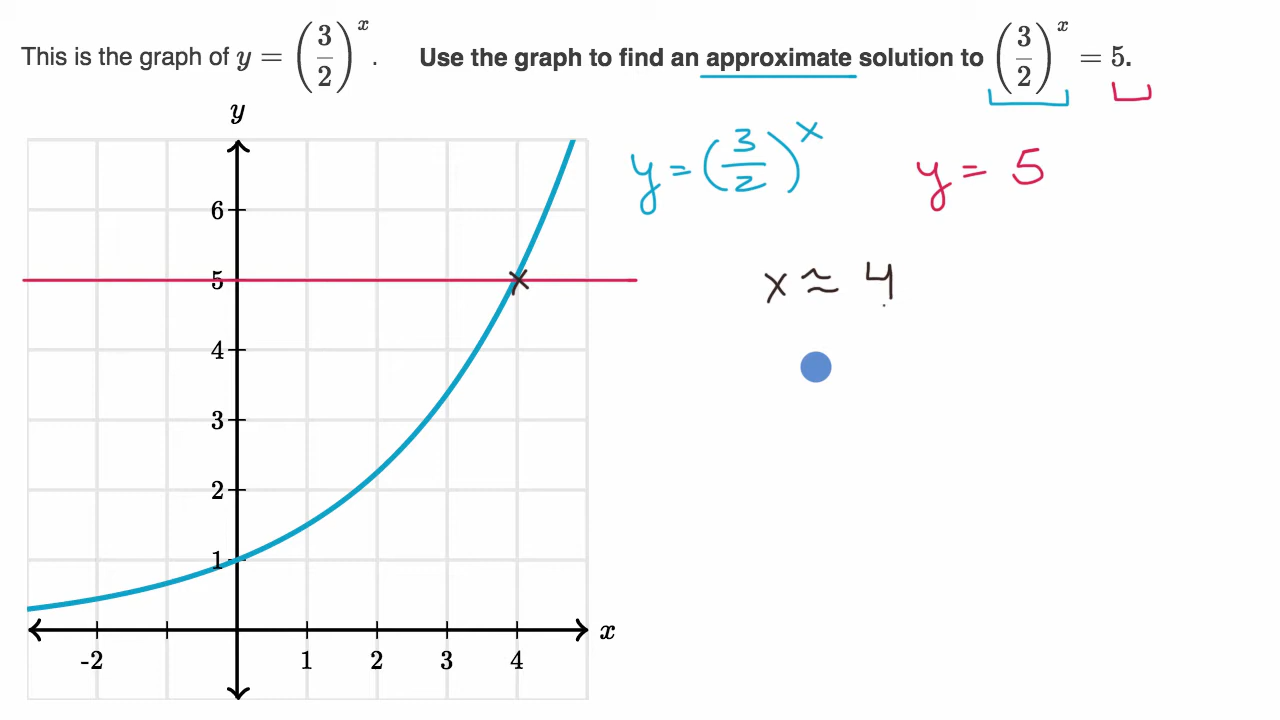 This is the graph of y = (3/2)^x. Use the graph to find an approximate solution to (3/2)^x = 5.
y
y = (3/2)^x y = 5
6
5
x ≈ 4
4
3
2
1
x
-2 1 2 3 4